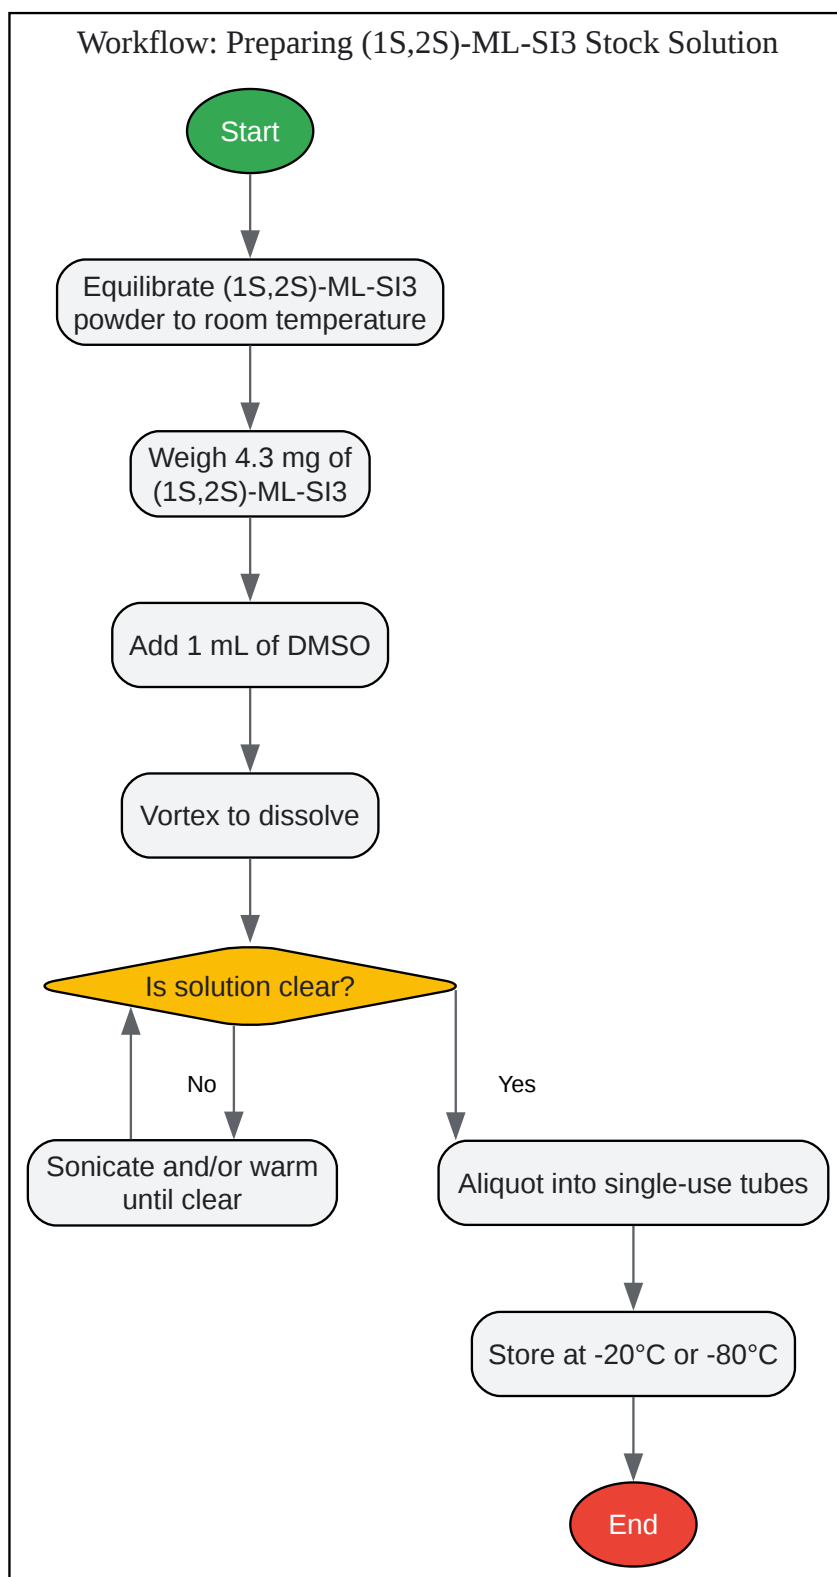 Workflow: Preparing (1S,2S)-ML-SI3 Stock Solution
Start
Equilibrate (1S,2S)-ML-SI3
powder to room temperature
Weigh 4.3 mg of
(1S,2S)-ML-SI3
Add 1 mL of DMSO
Vortex to dissolve
Is solution clear?
No
Yes
Sonicate and/or warm
until clear
Aliquot into single-use tubes
Store at -20°C or -80°C
End